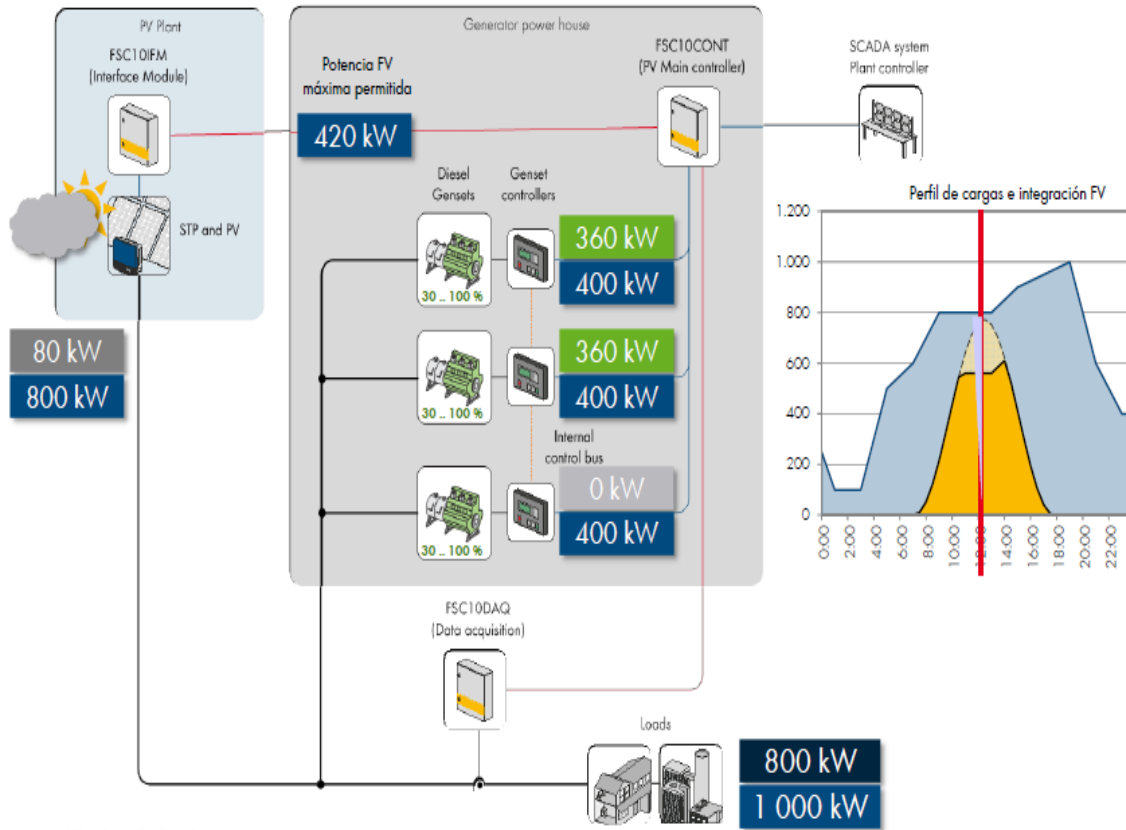 PV Plant
FSC10IFM
(Interface Module)
STP and PV
80 kW
800 kW
Generator power house
Potencia FV
máxima permitida
420 kW
FSC10CONT
(PV Main controller)
SCADA system
Plant controller
Diesel
Gensets
Genset
controllers
30 .. 100 %
360 kW
400 kW
30 .. 100 %
360 kW
400 kW
Internal
control bus
30 .. 100 %
0 kW
400 kW
FSC10DAQ
(Data acquisition)
Loads
800 kW
1 000 kW
Perfil de cargas e integración FV
1.200
1.000
800
600
400
200
0
0:00
2:00
4:00
6:00
8:00
10:00
12:00
14:00
16:00
18:00
20:00
22:00